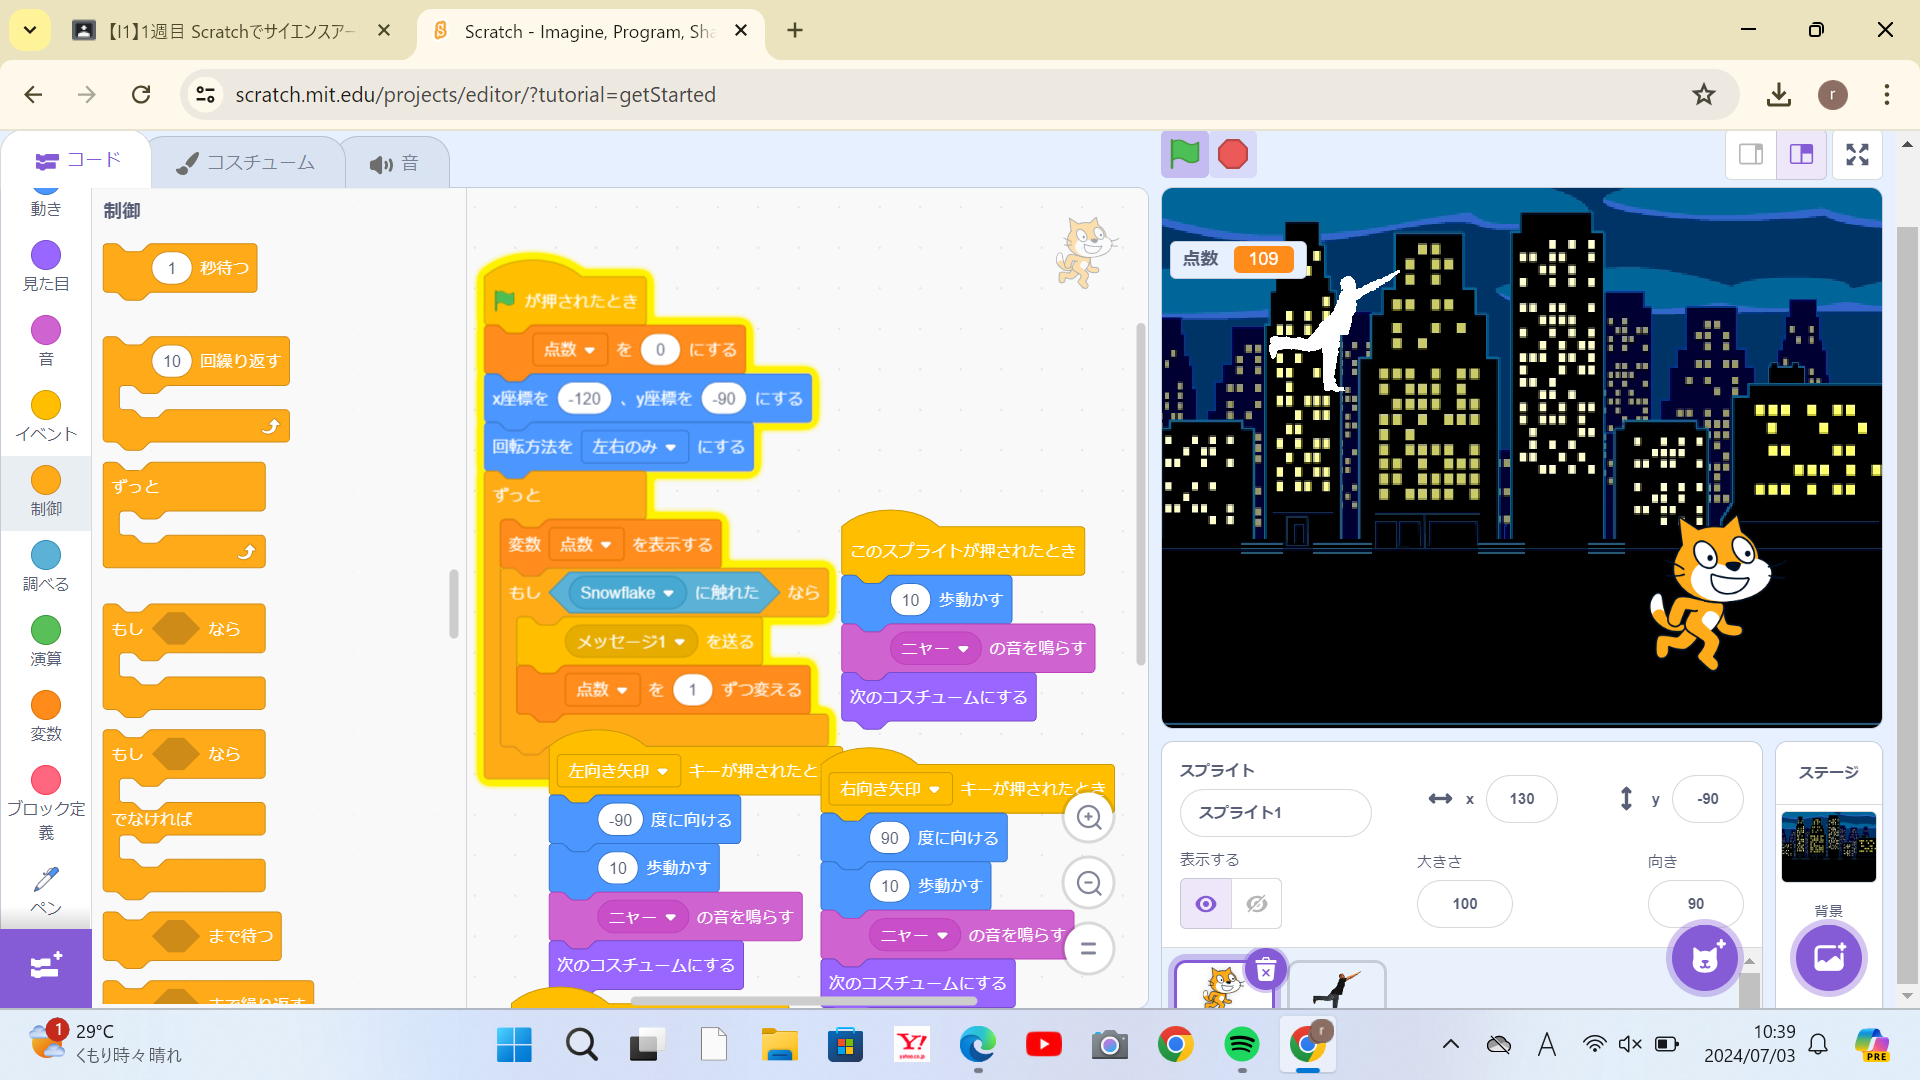 【I1】1週目 Scratchでサイエンスアー
Scratch - Imagine, Program, Sha
scratch.mit.edu/projects/editor/?tutorial=getStarted
r
コード
コスチューム
音
動き
見た目
音
イベント
制御
調べる
演算
変数
ブロック定義
ペン
制御
1 秒待つ
10 回繰り返す
ずっと
もし なら
もし なら
でなければ
まで待つ
まで繰り返す
が押されたとき
点数 を 0 にする
x座標を -120 、y座標を -90 にする
回転方法を 左右のみ にする
ずっと
変数 点数 を表示する
もし Snowflake に触れた なら
メッセージ1 を送る
点数 を 1 ずつ変える
このスプライトが押されたとき
10 歩動かす
ニャー の音を鳴らす
次のコスチュームにする
左向き矢印 キーが押されたと
-90 度に向ける
10 歩動かす
ニャー の音を鳴らす
次のコスチュームにする
右向き矢印 キーが押されたとき
90 度に向ける
10 歩動かす
ニャー の音を鳴らす
次のコスチュームにする
点数 109
スプライト
スプライト1
x 130
y -90
表示する
大きさ
100
向き
90
ステージ
背景
1
29°C
くもり時々晴れ
Y!
yahoo.co.jp
r
A
10:39
2024/07/03
PRE